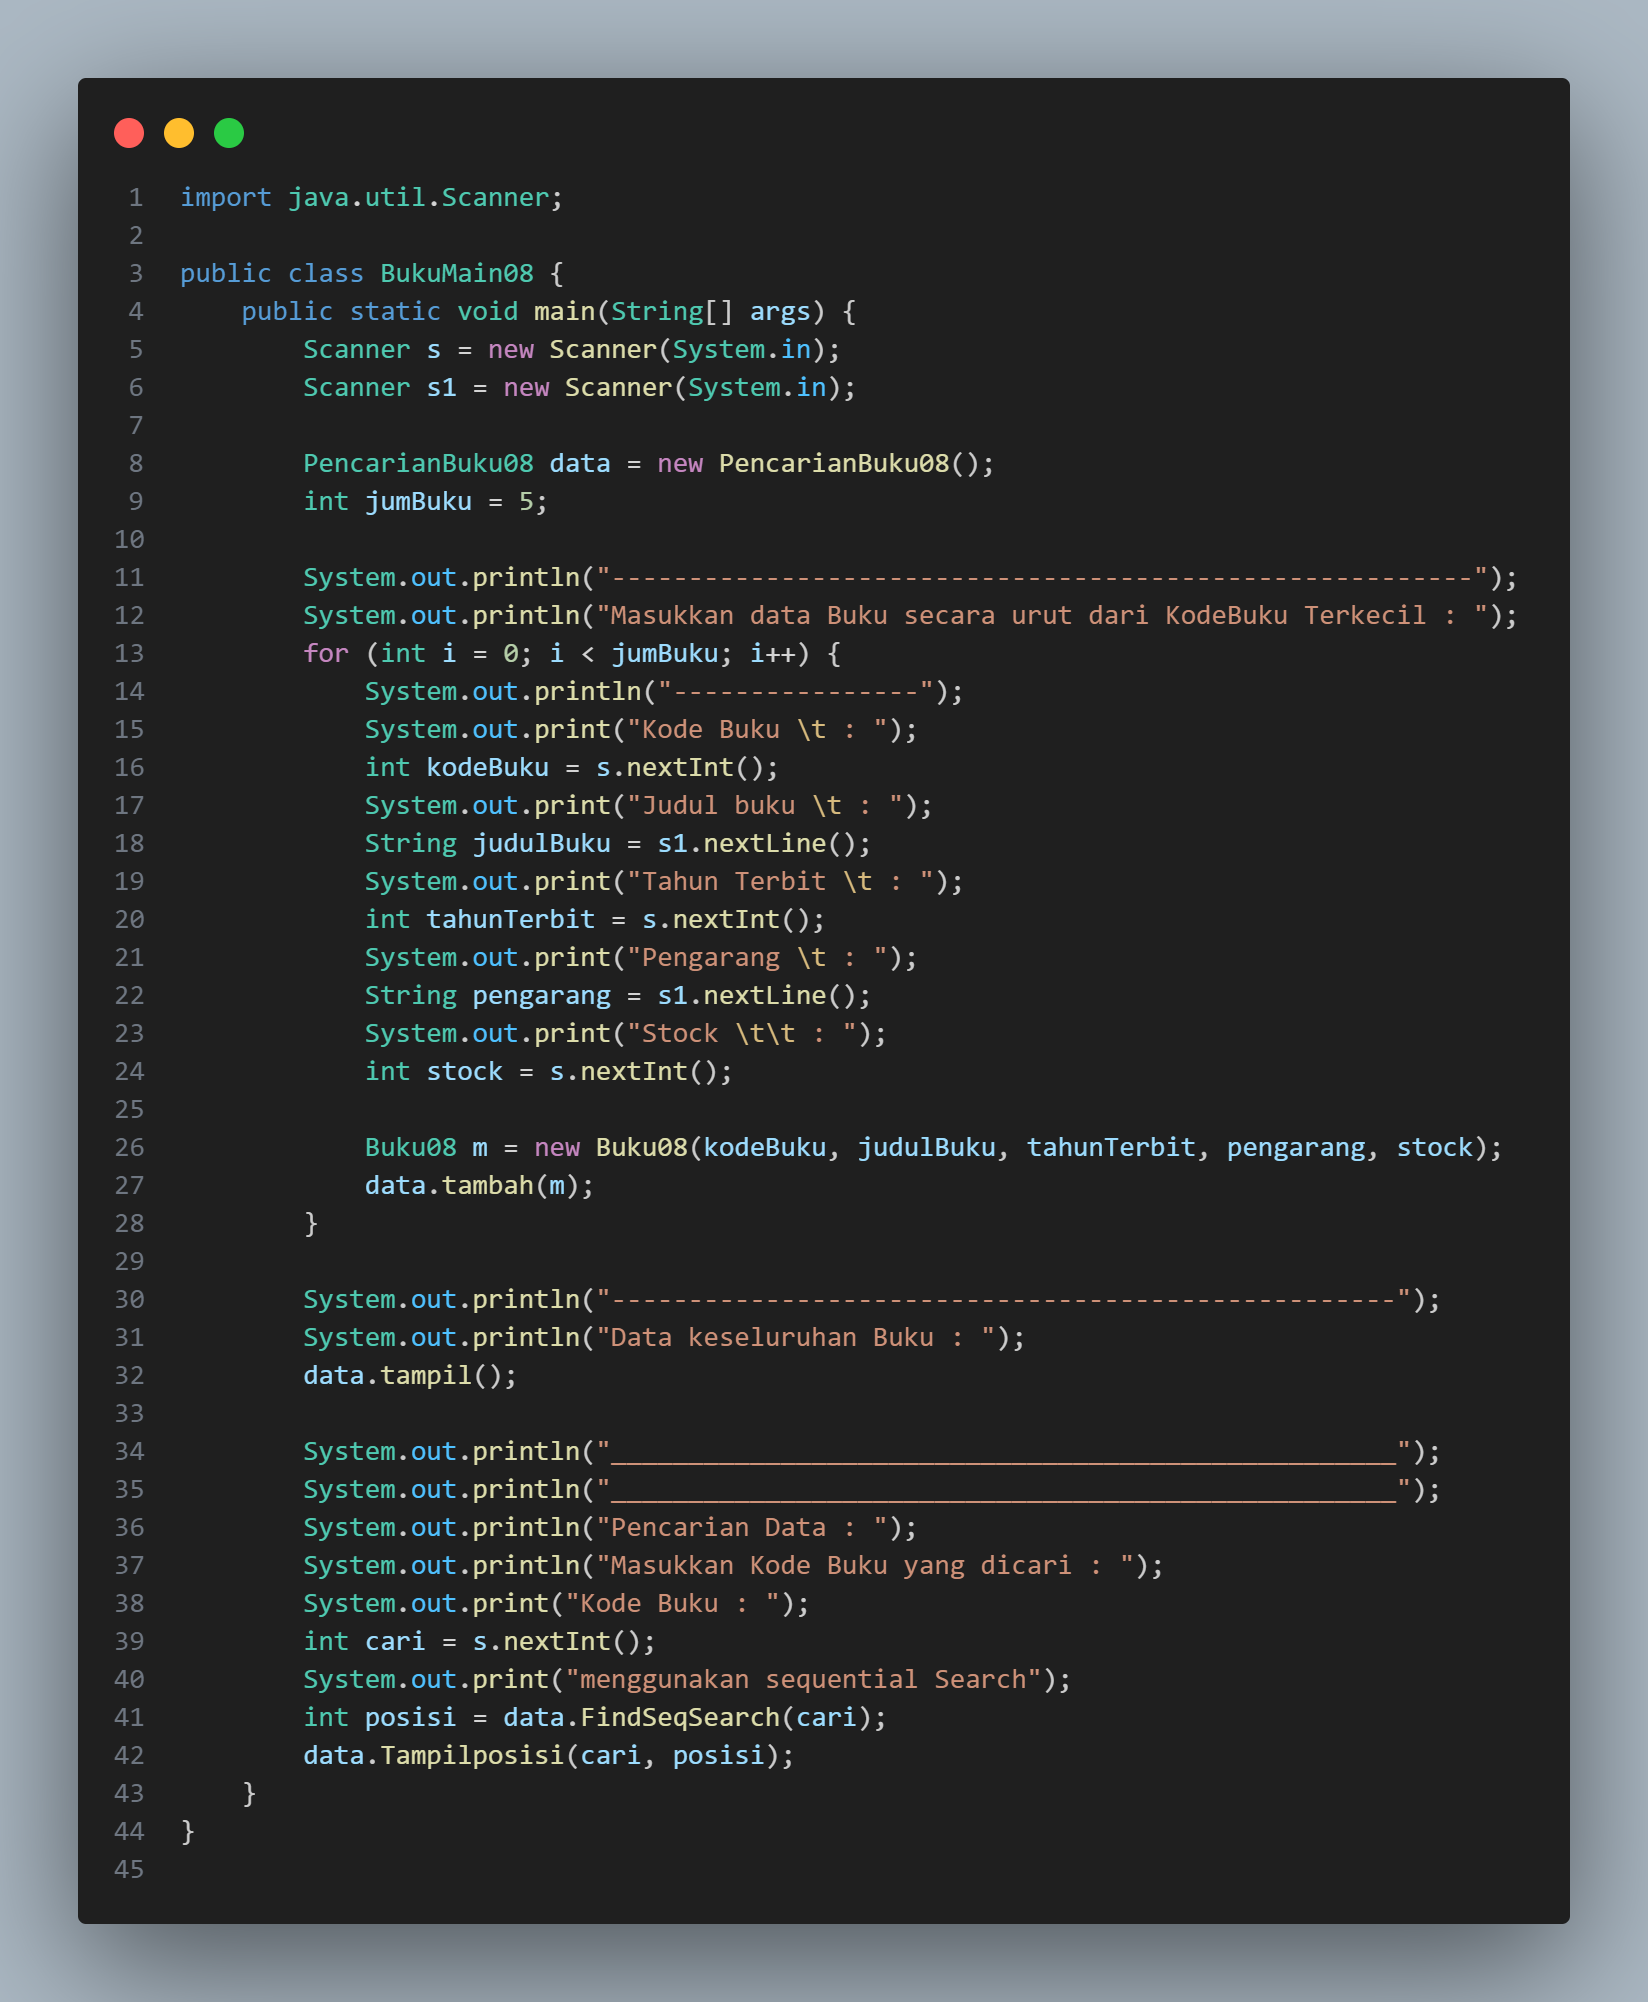 1 import java.util.Scanner;
2
3 public class BukuMain08 {
4     public static void main(String[] args) {
5         Scanner s = new Scanner(System.in);
6         Scanner s1 = new Scanner(System.in);
7
8         PencarianBuku08 data = new PencarianBuku08();
9         int jumBuku = 5;
10
11         System.out.println("--------------------------------------------------------");
12         System.out.println("Masukkan data Buku secara urut dari KodeBuku Terkecil : ");
13         for (int i = 0; i < jumBuku; i++) {
14             System.out.println("----------------");
15             System.out.print("Kode Buku \t : ");
16             int kodeBuku = s.nextInt();
17             System.out.print("Judul buku \t : ");
18             String judulBuku = s1.nextLine();
19             System.out.print("Tahun Terbit \t : ");
20             int tahunTerbit = s.nextInt();
21             System.out.print("Pengarang \t : ");
22             String pengarang = s1.nextLine();
23             System.out.print("Stock \t\t : ");
24             int stock = s.nextInt();
25
26             Buku08 m = new Buku08(kodeBuku, judulBuku, tahunTerbit, pengarang, stock);
27             data.tambah(m);
28         }
29
30         System.out.println("---------------------------------------------------");
31         System.out.println("Data keseluruhan Buku : ");
32         data.tampil();
33
34         System.out.println("___________________________________________________");
35         System.out.println("___________________________________________________");
36         System.out.println("Pencarian Data : ");
37         System.out.println("Masukkan Kode Buku yang dicari : ");
38         System.out.print("Kode Buku : ");
39         int cari = s.nextInt();
40         System.out.print("menggunakan sequential Search");
41         int posisi = data.FindSeqSearch(cari);
42         data.Tampilposisi(cari, posisi);
43     }
44 }
45